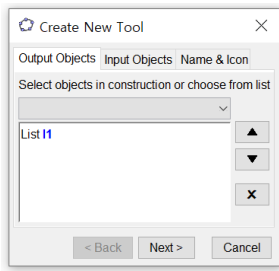 Create New Tool
Output Objects Input Objects Name & Icon
Select objects in construction or choose from list
List l1
X
< Back Next > Cancel